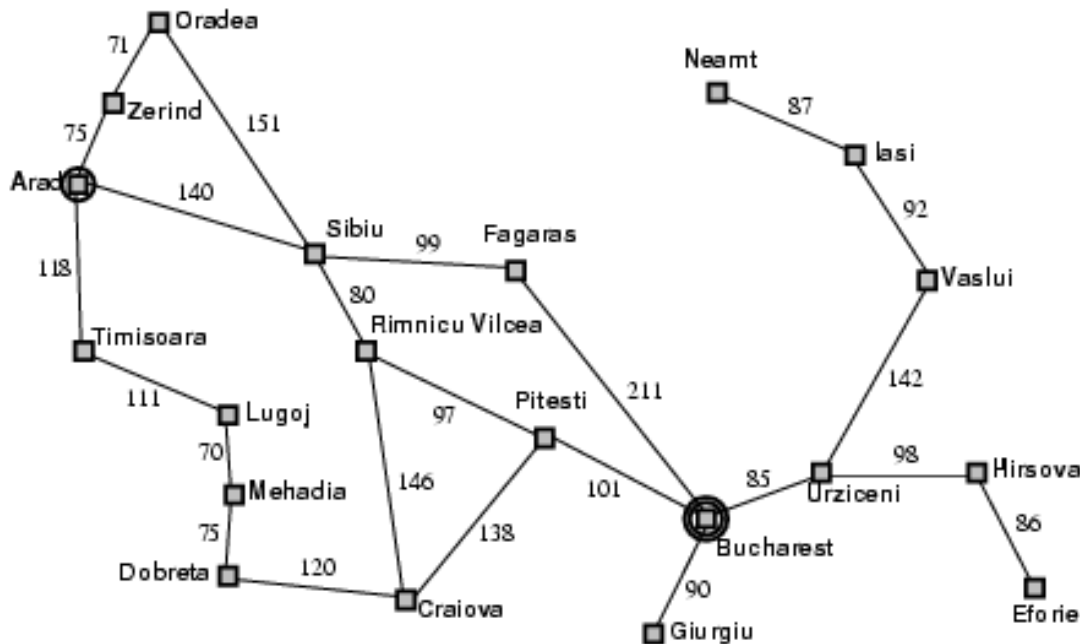 Oradea
71
Neamt
Zerind
87
75
151
Iasi
Arad
140
92
Sibiu
99
Fagaras
118
80
Vaslui
Timisoara
Rimnicu Vilcea
142
111
211
Lugoj
97
Pitesti
70
98
Hirsova
Mehadia
146
101
85
Urziceni
86
75
138
Bucharest
Dobreta
120
90
Craiova
Eforie
Giurgiu